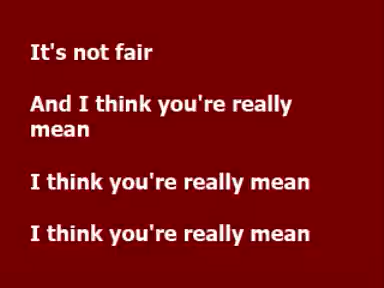 It's not fair
And I think you're really
mean
I think you're really mean
I think you're really mean